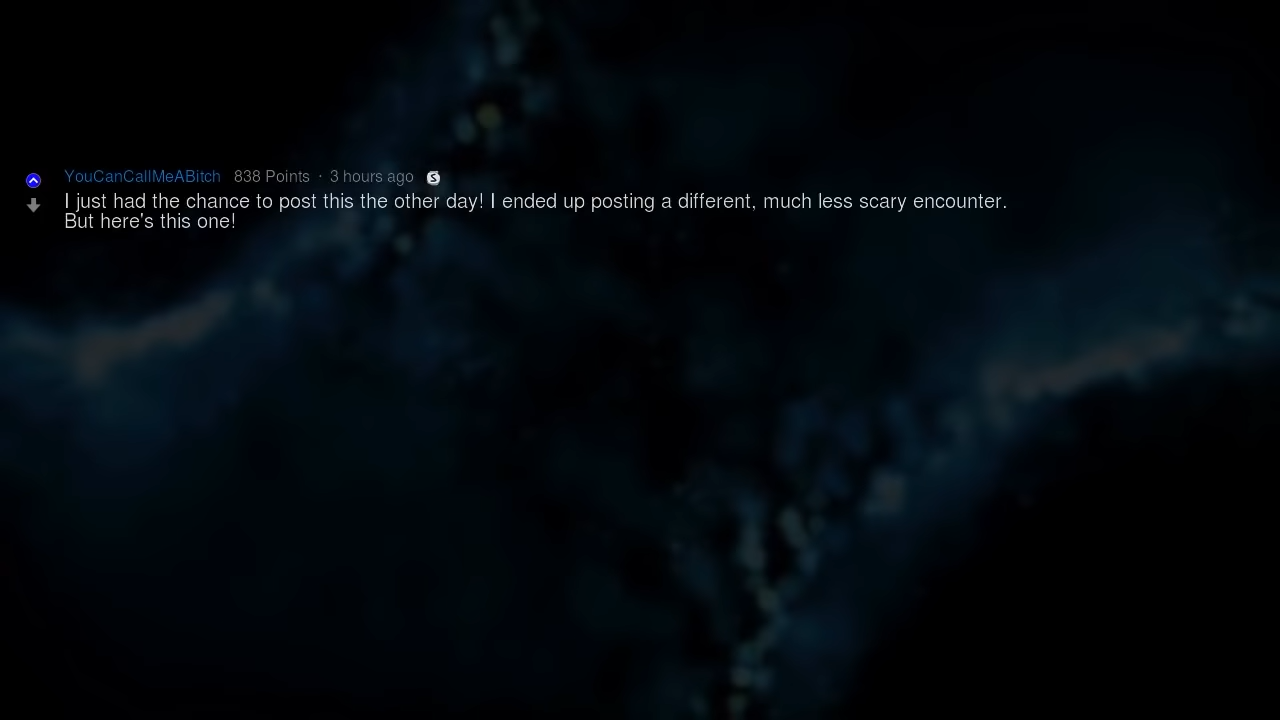 YouCanCallMeABitch 838 Points · 3 hours ago S
I just had the chance to post this the other day! I ended up posting a different, much less scary encounter.
But here's this one!